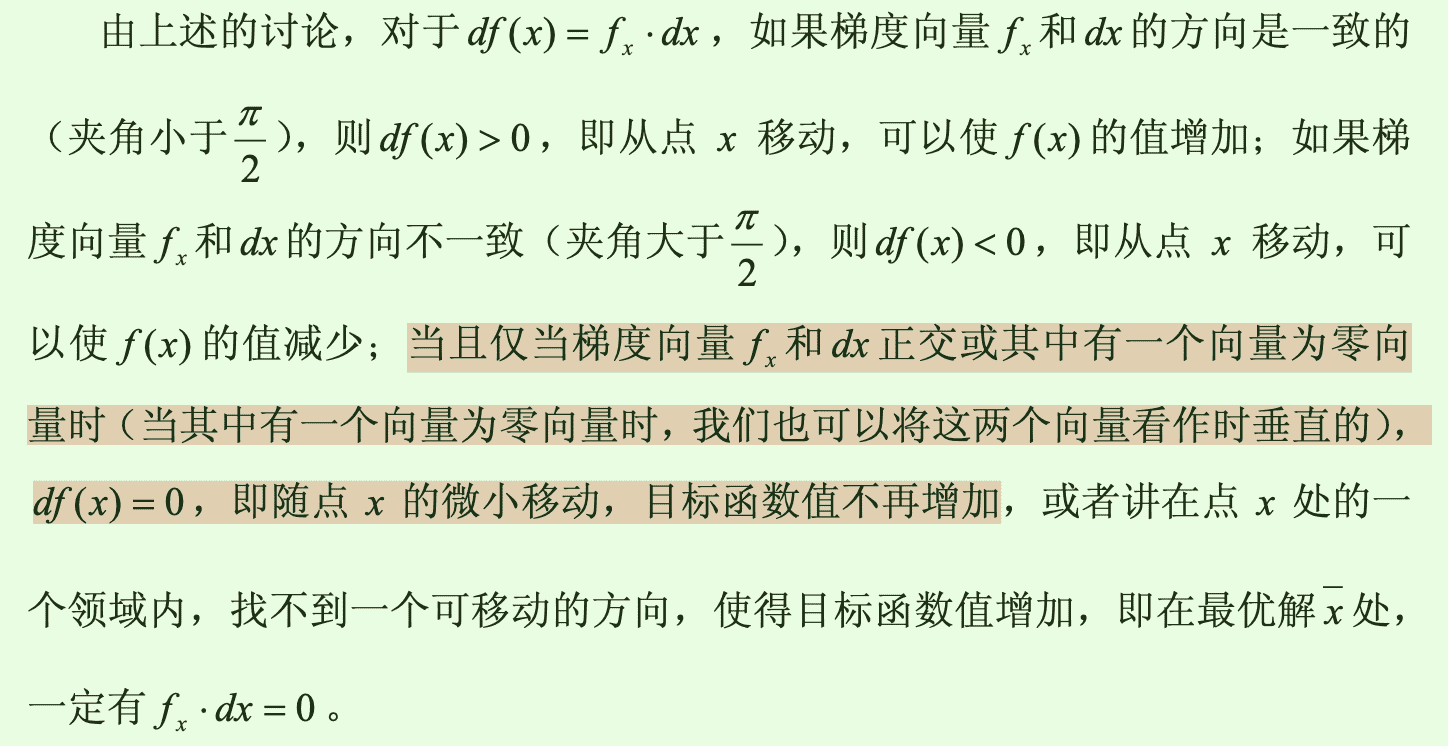 由上述的讨论，对于 df(x) = f_x · dx，如果梯度向量 f_x 和 dx 的方向是一致的
（夹角小于 π/2），则 df(x) > 0，即从点 x 移动，可以使 f(x) 的值增加；如果梯
度向量 f_x 和 dx 的方向不一致（夹角大于 π/2），则 df(x) < 0，即从点 x 移动，可
以使 f(x) 的值减少；当且仅当梯度向量 f_x 和 dx 正交或其中有一个向量为零向
量时（当其中有一个向量为零向量时，我们也可以将这两个向量看作时垂直的），
df(x) = 0，即随点 x 的微小移动，目标函数值不再增加，或者讲在点 x 处的一
个领域内，找不到一个可移动的方向，使得目标函数值增加，即在最优解 x̄ 处，
一定有 f_x · dx = 0。